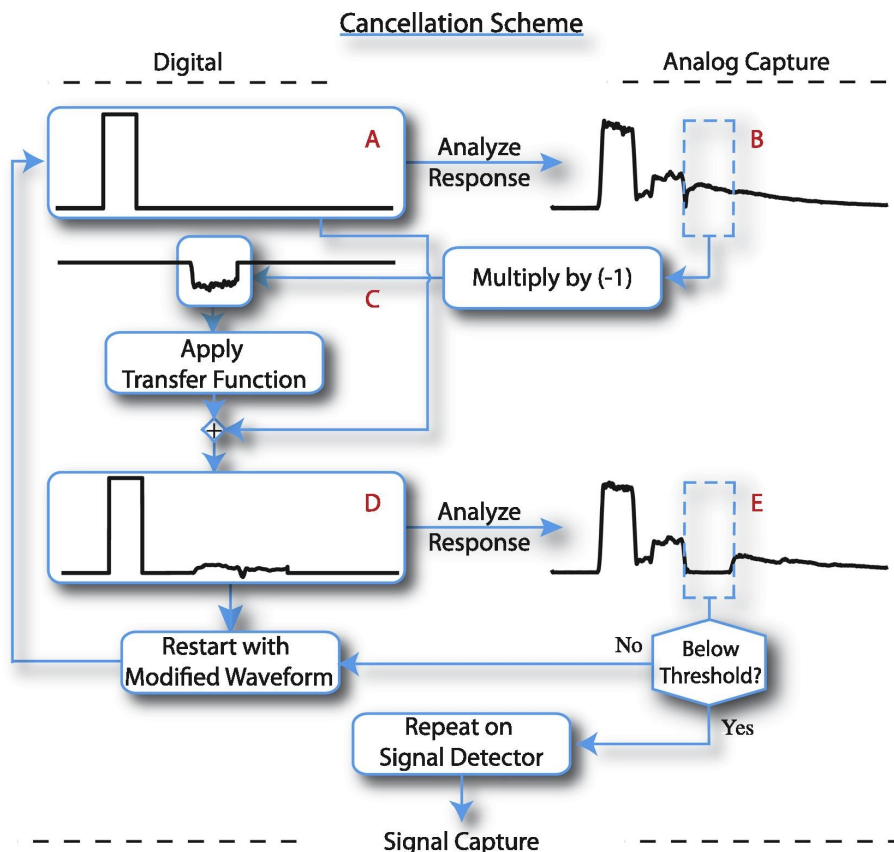 Cancellation Scheme
Digital
Analog Capture
A
Analyze
Response
B
Multiply by (-1)
C
Apply
Transfer Function
+
D
Analyze
Response
E
Restart with
Modified Waveform
No
Below
Threshold?
Yes
Repeat on
Signal Detector
Signal Capture